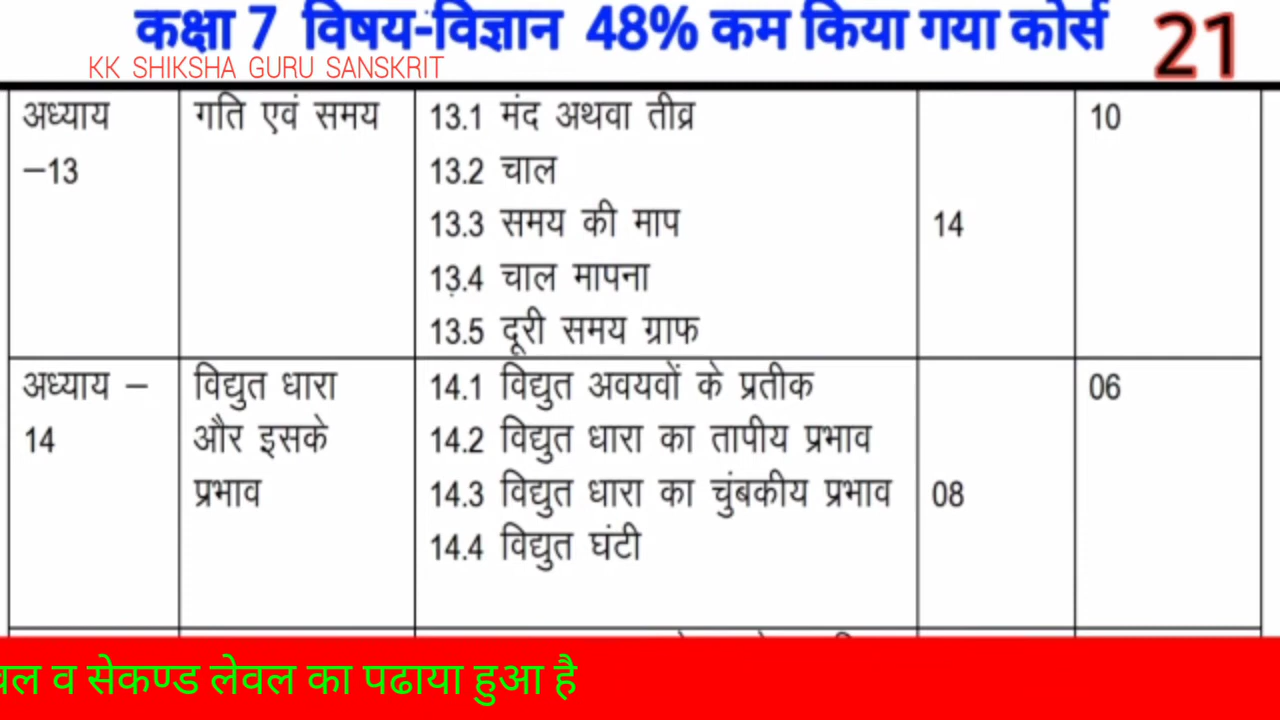 कक्षा 7 विषय-विज्ञान 48% कम किया गया कोर्स 21
KK SHIKSHA GURU SANSKRIT
अध्याय –13
गति एवं समय
13.1 मंद अथवा तीव्र
13.2 चाल
13.3 समय की माप
13.4 चाल मापना
13.5 दूरी समय ग्राफ
14
10
अध्याय – 14
विद्युत धारा
और इसके
प्रभाव
14.1 विद्युत अवयवों के प्रतीक
14.2 विद्युत धारा का तापीय प्रभाव
14.3 विद्युत धारा का चुंबकीय प्रभाव
14.4 विद्युत घंटी
08
06
व सेकण्ड लेवल का पढाया हुआ है